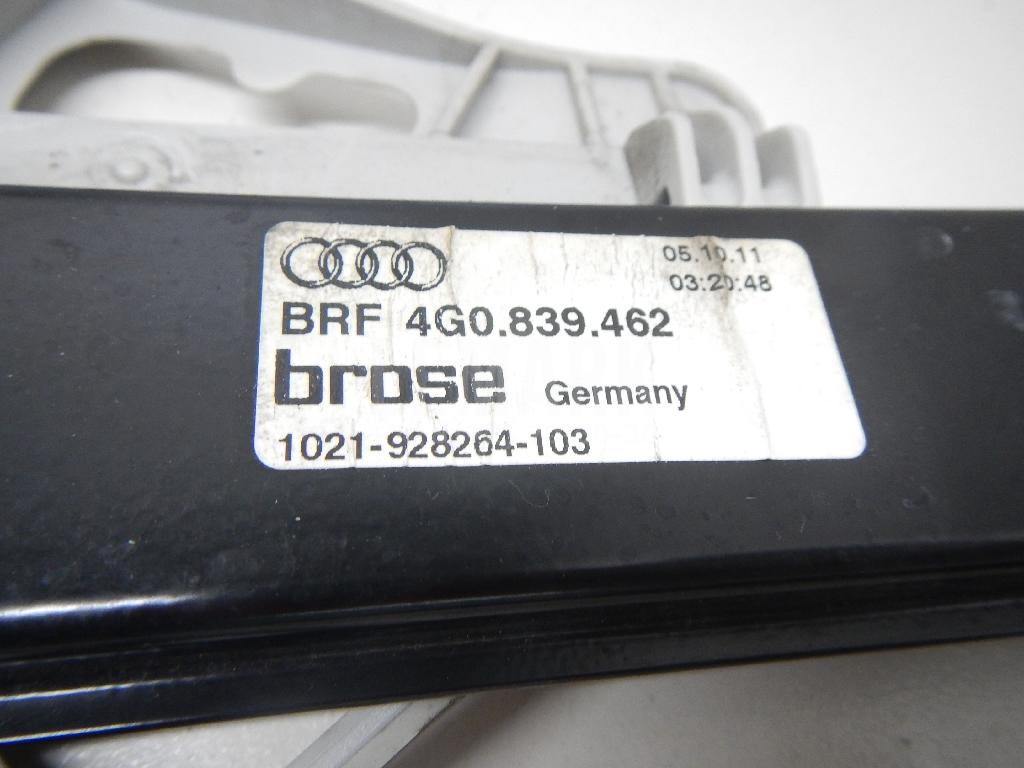 05.10.11
03:20:48
BRF 4G0.839.462
brose Germany
1021-928264-103